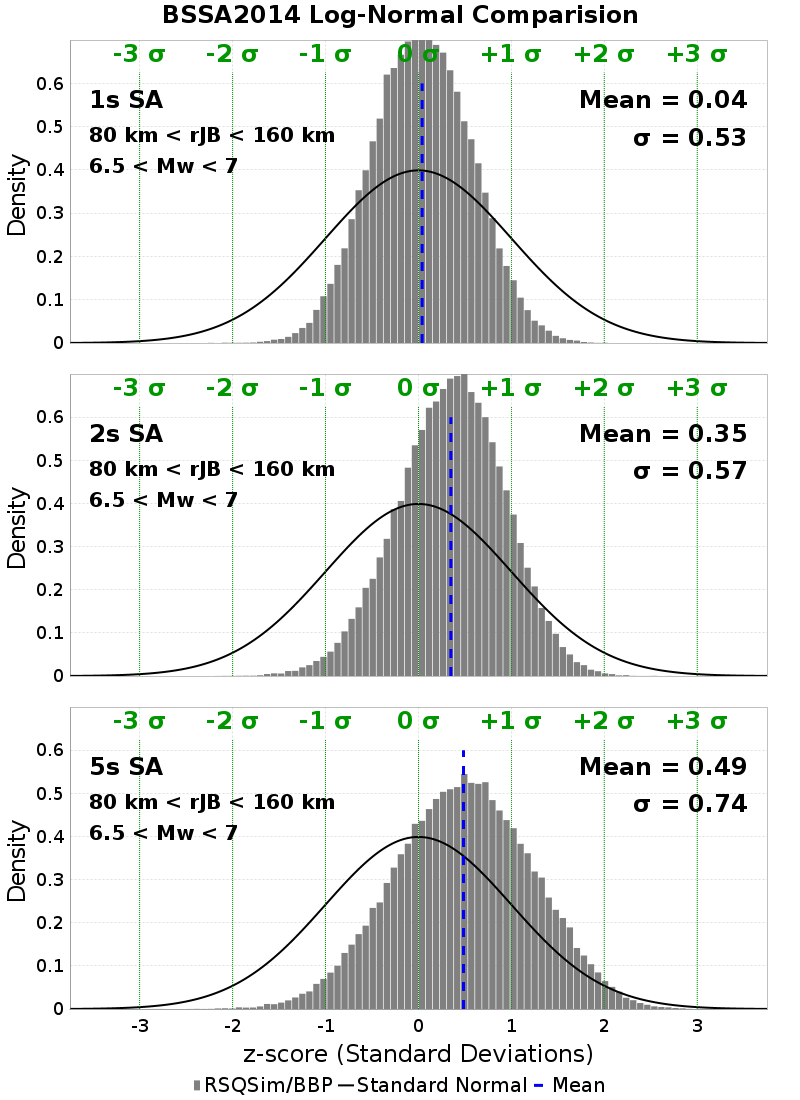 BSSA2014 Log-Normal Comparision
-3 σ -2 σ -1 σ 0 σ +1 σ +2 σ +3 σ
1s SA
80 km < rJB < 160 km
6.5 < Mw < 7
Mean = 0.04
σ = 0.53
Density
0.6
0.5
0.4
0.3
0.2
0.1
0
-3 σ -2 σ -1 σ 0 σ +1 σ +2 σ +3 σ
2s SA
80 km < rJB < 160 km
6.5 < Mw < 7
Mean = 0.35
σ = 0.57
Density
0.6
0.5
0.4
0.3
0.2
0.1
0
-3 σ -2 σ -1 σ 0 σ +1 σ +2 σ +3 σ
5s SA
80 km < rJB < 160 km
6.5 < Mw < 7
Mean = 0.49
σ = 0.74
Density
0.6
0.5
0.4
0.3
0.2
0.1
0
-3 -2 -1 0 1 2 3
z-score (Standard Deviations)
RSQSim/BBP Standard Normal Mean